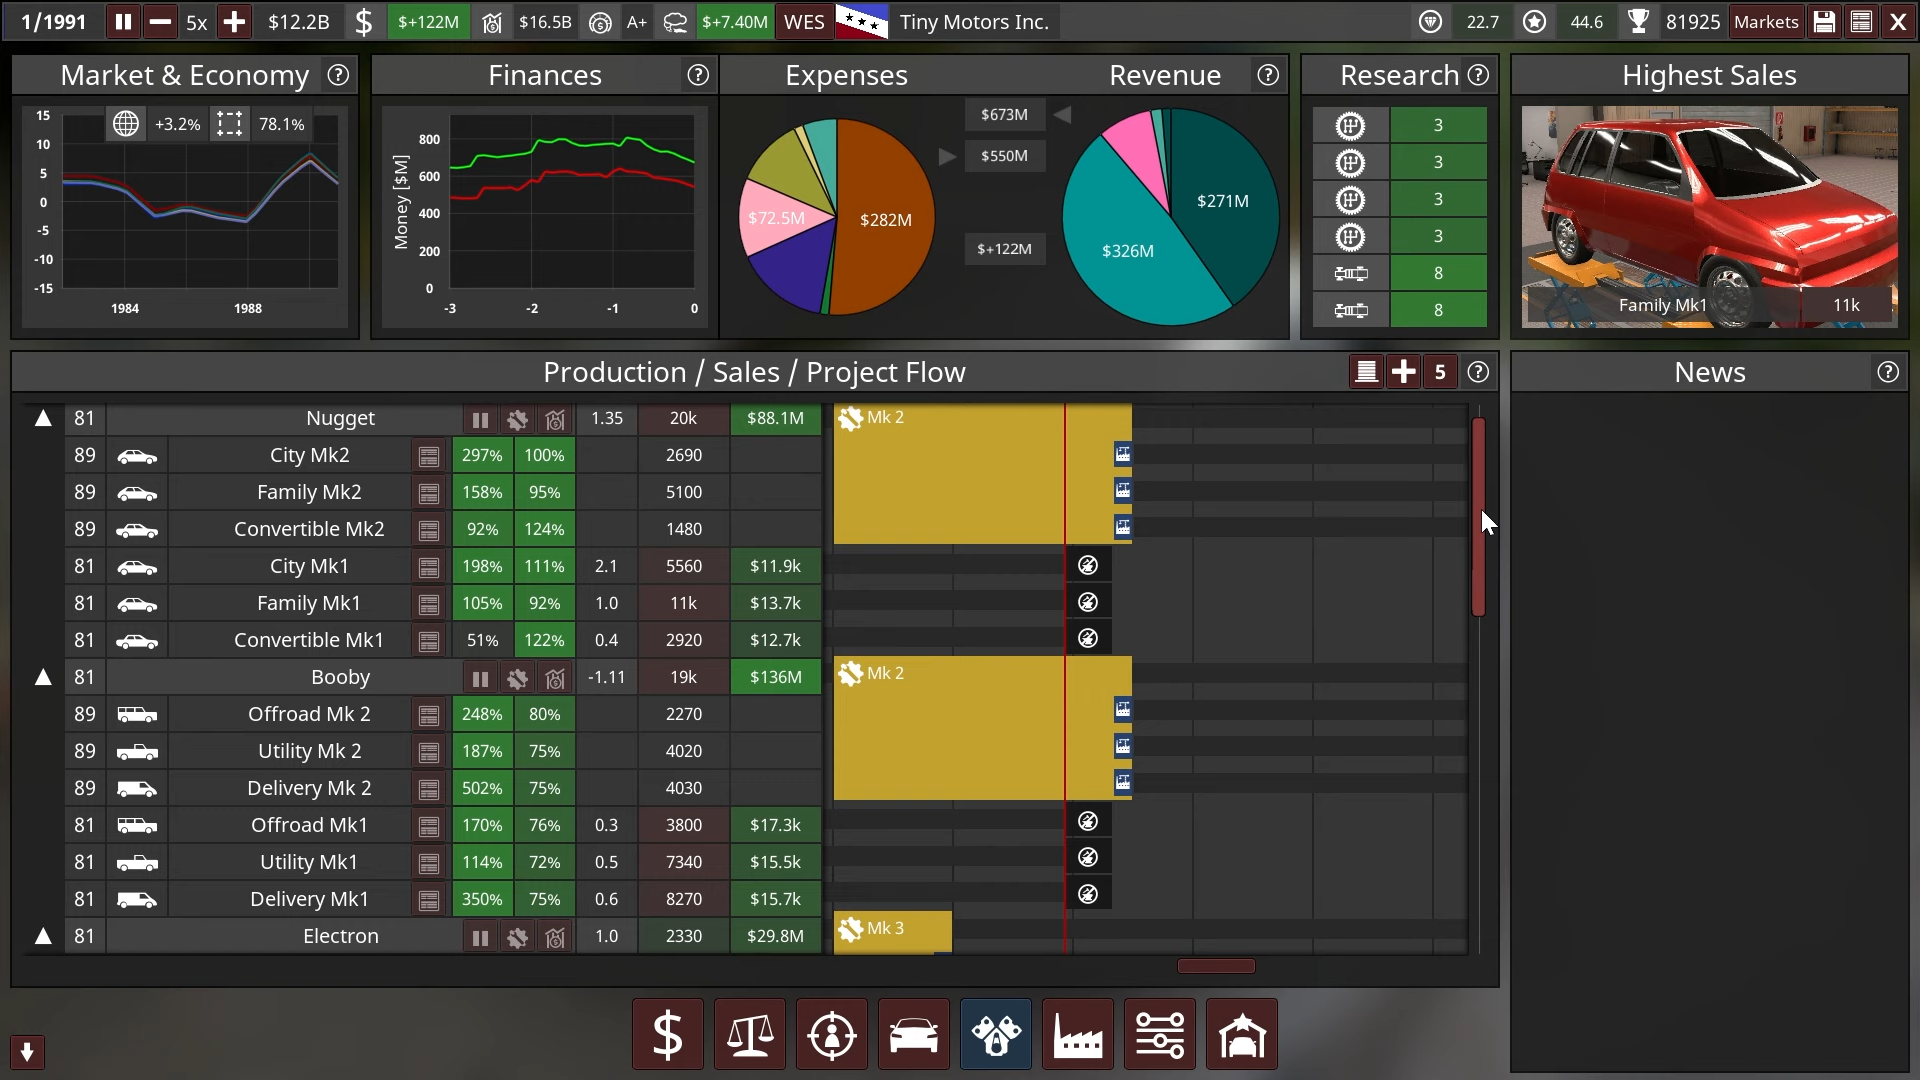 1/1991 5x $12.2B $ $+122M $16.5B A+ $+7.40M WES Tiny Motors Inc. 22.7 44.6 81925 Markets X
Market & Economy ?
+3.2% 78.1%
15
10
5
0
-5
-10
-15
1984 1988
Finances ?
Money [$M]
800
600
400
200
0
-3 -2 -1 0
Expenses Revenue ?
$673M
$550M
$+122M
$72.5M $282M
$326M $271M
Research ?
3
3
3
3
8
8
Highest Sales
Family Mk1 11k
Production / Sales / Project Flow 5 ?
81 Nugget 1.35 20k $88.1M Mk 2
89 City Mk2 297% 100% 2690
89 Family Mk2 158% 95% 5100
89 Convertible Mk2 92% 124% 1480
81 City Mk1 198% 111% 2.1 5560 $11.9k
81 Family Mk1 105% 92% 1.0 11k $13.7k
81 Convertible Mk1 51% 122% 0.4 2920 $12.7k
81 Booby -1.11 19k $136M Mk 2
89 Offroad Mk 2 248% 80% 2270
89 Utility Mk 2 187% 75% 4020
89 Delivery Mk 2 502% 75% 4030
81 Offroad Mk1 170% 76% 0.3 3800 $17.3k
81 Utility Mk1 114% 72% 0.5 7340 $15.5k
81 Delivery Mk1 350% 75% 0.6 8270 $15.7k
81 Electron 1.0 2330 $29.8M Mk 3
News ?
$